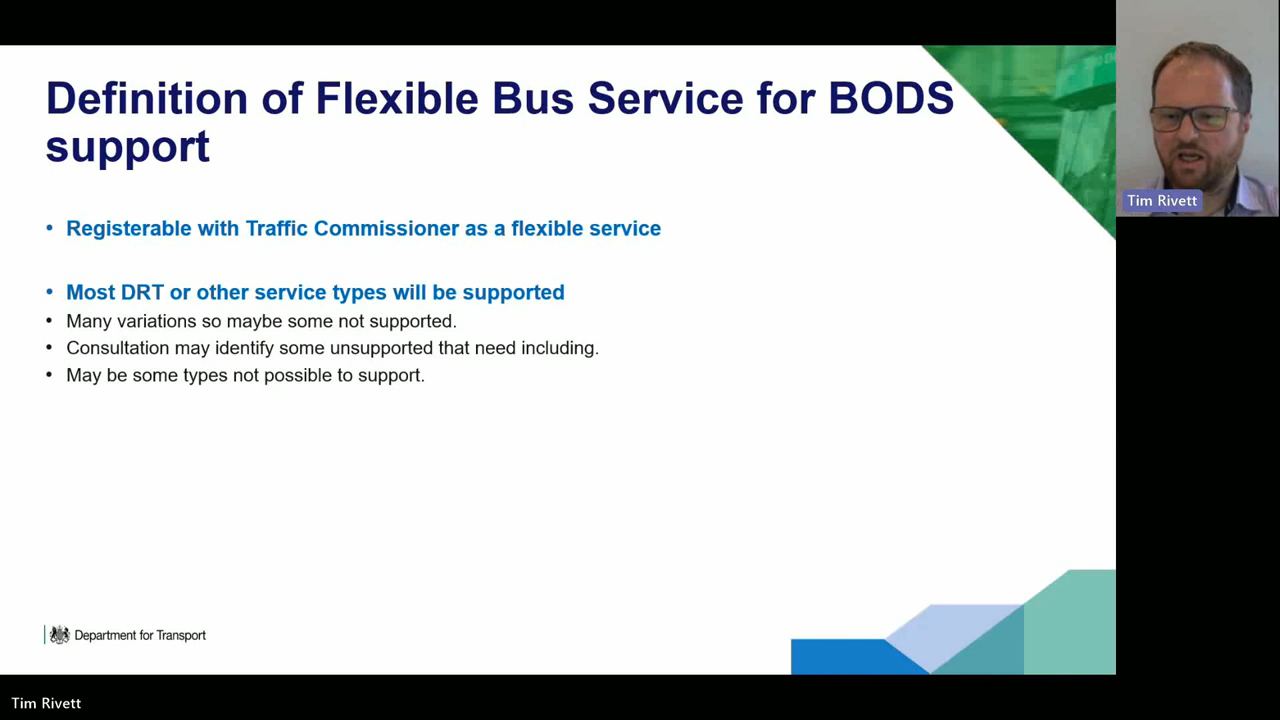 Definition of Flexible Bus Service for BODS
support
• Registerable with Traffic Commissioner as a flexible service
• Most DRT or other service types will be supported
• Many variations so maybe some not supported.
• Consultation may identify some unsupported that need including.
• May be some types not possible to support.
Department for Transport
Tim Rivett
Tim Rivett